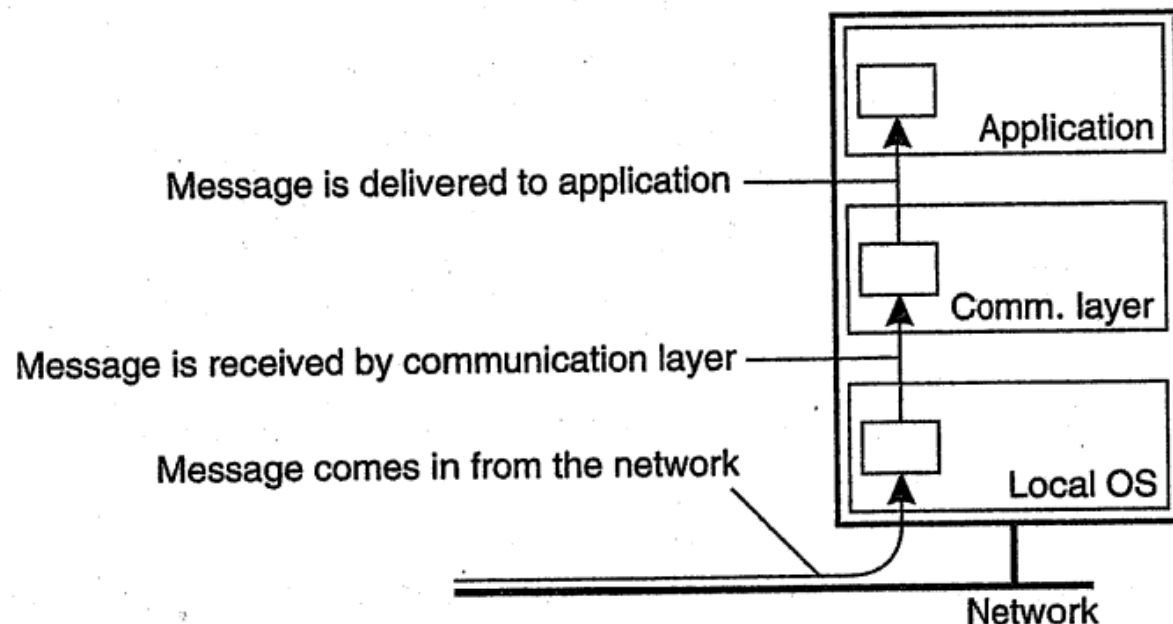 Application
Message is delivered to application
Comm. layer
Message is received by communication layer
Message comes in from the network
Local OS
Network